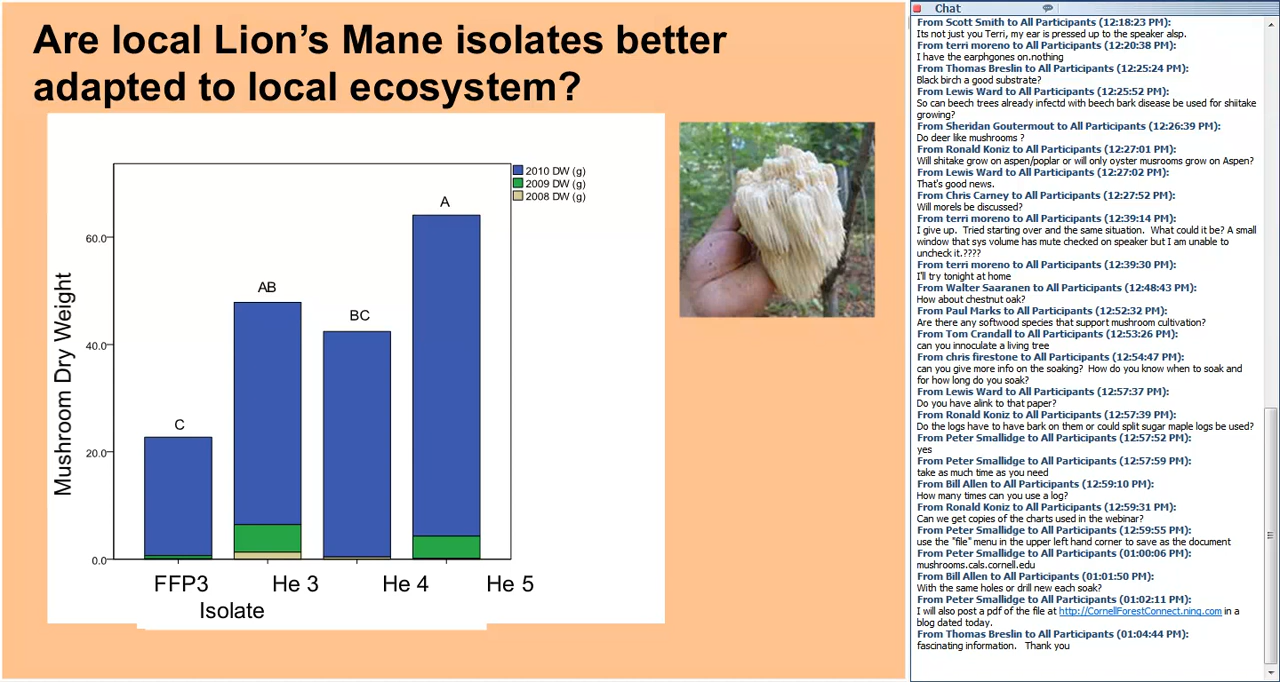 Are local Lion's Mane isolates better
adapted to local ecosystem?
2010 DW (g)
2009 DW (g)
2008 DW (g)
A
AB
BC
C
60.0
40.0
20.0
0.0
Mushroom Dry Weight
FFP3
He 3
He 4
He 5
Isolate
Chat
From Scott Smith to All Participants (12:18:23 PM):
Its not just you Terri, my ear is pressed up to the speaker alsp.
From terri moreno to All Participants (12:20:38 PM):
I have the earphgones on.nothing
From Thomas Breslin to All Participants (12:25:24 PM):
Black birch a good substrate?
From Lewis Ward to All Participants (12:25:52 PM):
So can beech trees already infectd with beech bark disease be used for shiitake
growing?
From Sheridan Goutermout to All Participants (12:26:39 PM):
Do deer like mushrooms ?
From Ronald Koniz to All Participants (12:27:01 PM):
Will shitake grow on aspen/poplar or will only oyster musrooms grow on Aspen?
From Lewis Ward to All Participants (12:27:02 PM):
That's good news.
From Chris Carney to All Participants (12:27:52 PM):
Will morels be discussed?
From terri moreno to All Participants (12:39:14 PM):
I give up. Tried starting over and the same situation. What could it be? A small
window that sys volume has mute checked on speaker but I am unable to
uncheck it.????
From terri moreno to All Participants (12:39:30 PM):
I'll try tonight at home
From Walter Saaranen to All Participants (12:48:43 PM):
How about chestnut oak?
From Paul Marks to All Participants (12:52:32 PM):
Are there any softwood species that support mushroom cultivation?
From Tom Crandall to All Participants (12:53:26 PM):
can you innoculate a living tree
From chris firestone to All Participants (12:54:47 PM):
can you give more info on the soaking? How do you know when to soak and
for how long do you soak?
From Lewis Ward to All Participants (12:57:37 PM):
Do you have alink to that paper?
From Ronald Koniz to All Participants (12:57:39 PM):
Do the logs have to have bark on them or could split sugar maple logs be used?
From Peter Smallidge to All Participants (12:57:52 PM):
yes
From Peter Smallidge to All Participants (12:57:59 PM):
take as much time as you need
From Bill Allen to All Participants (12:59:10 PM):
How many times can you use a log?
From Ronald Koniz to All Participants (12:59:31 PM):
Can we get copies of the charts used in the webinar?
From Peter Smallidge to All Participants (12:59:55 PM):
use the "file" menu in the upper left hand corner to save as the document
From Peter Smallidge to All Participants (01:00:06 PM):
mushrooms.cals.cornell.edu
From Bill Allen to All Participants (01:01:50 PM):
With the same holes or drill new each soak?
From Peter Smallidge to All Participants (01:02:11 PM):
I will also post a pdf of the file at http://CornellForestConnect.ning.com in a
blog dated today.
From Thomas Breslin to All Participants (01:04:44 PM):
fascinating information. Thank you